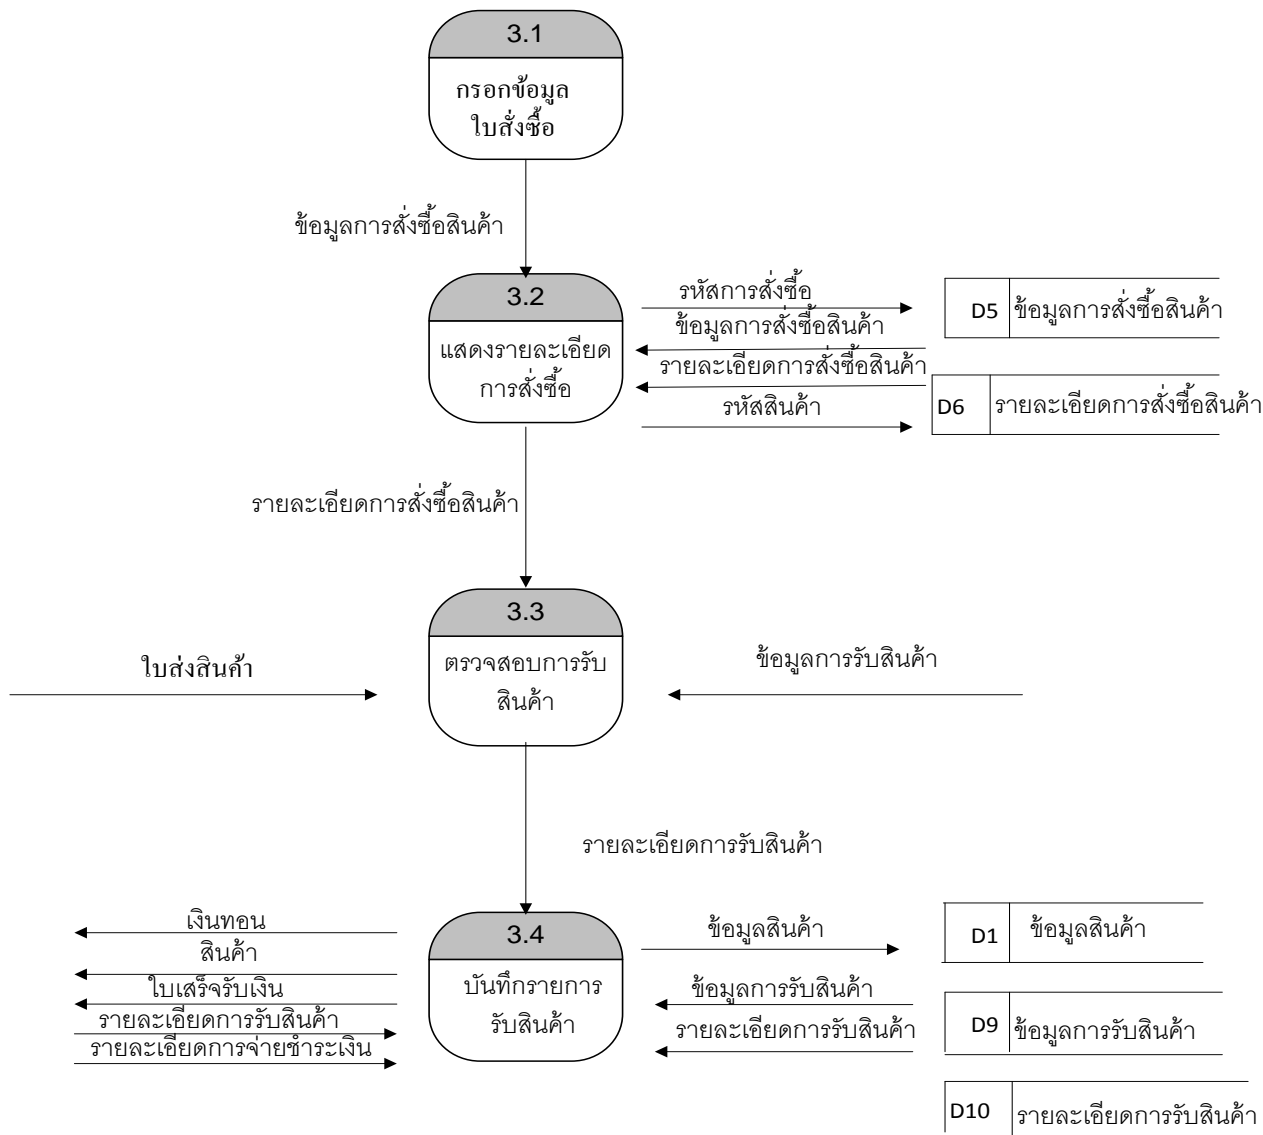 3.1
กรอกข้อมูล
ใบสั่งซื้อ
ข้อมูลการสั่งซื้อสินค้า
3.2
แสดงรายละเอียด
การสั่งซื้อ
รหัสการสั่งซื้อ
ข้อมูลการสั่งซื้อสินค้า
รายละเอียดการสั่งซื้อสินค้า
รหัสสินค้า
D5 ข้อมูลการสั่งซื้อสินค้า
D6 รายละเอียดการสั่งซื้อสินค้า
รายละเอียดการสั่งซื้อสินค้า
3.3
ตรวจสอบการรับ
สินค้า
ใบส่งสินค้า
ข้อมูลการรับสินค้า
รายละเอียดการรับสินค้า
เงินทอน
สินค้า
ใบเสร็จรับเงิน
รายละเอียดการรับสินค้า
รายละเอียดการจ่ายชำระเงิน
3.4
บันทึกรายการ
รับสินค้า
ข้อมูลสินค้า
ข้อมูลการรับสินค้า
รายละเอียดการรับสินค้า
D1 ข้อมูลสินค้า
D9 ข้อมูลการรับสินค้า
D10 รายละเอียดการรับสินค้า